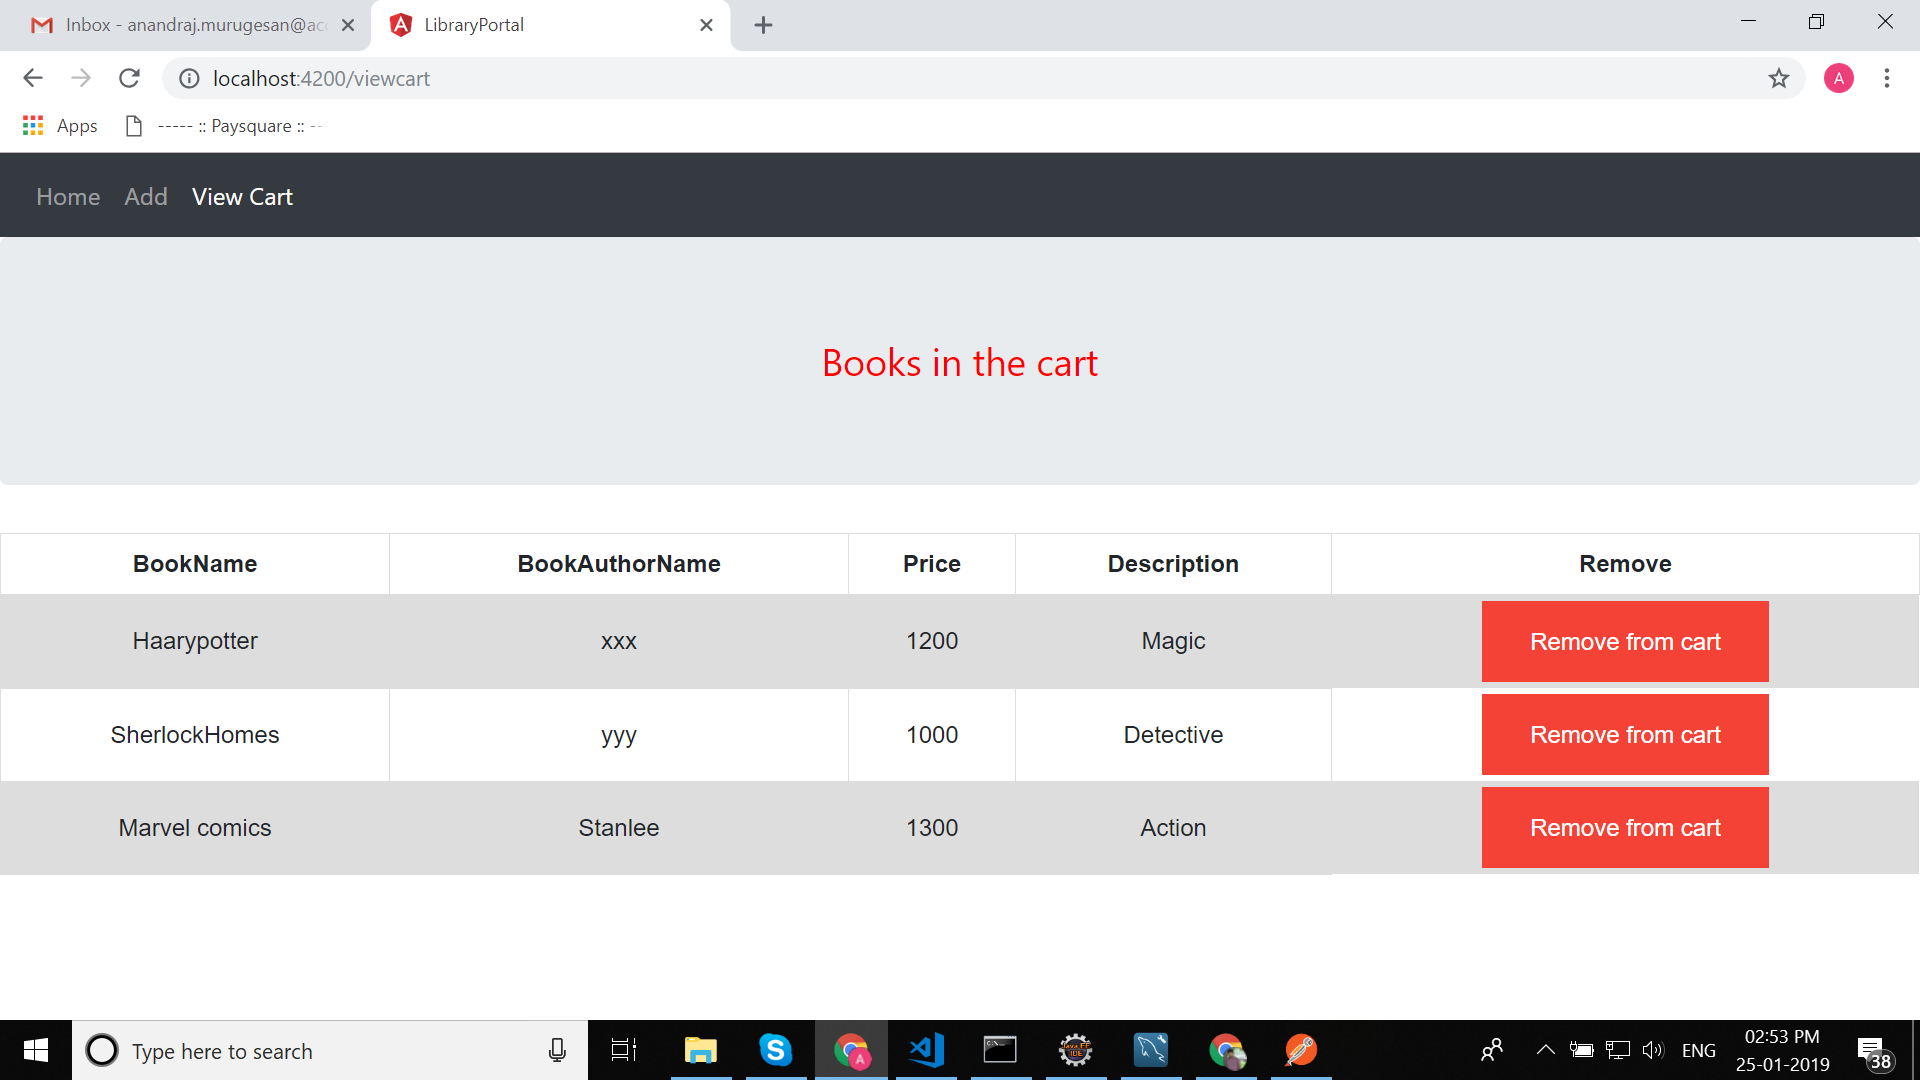 Inbox - anandraj.murugesan@acc
LibraryPortal
localhost:4200/viewcart
A
Apps
----- :: Paysquare :: --
Home Add View Cart
Books in the cart
BookName BookAuthorName Price Description Remove
Haarypotter xxx 1200 Magic Remove from cart
SherlockHomes yyy 1000 Detective Remove from cart
Marvel comics Stanlee 1300 Action Remove from cart
Type here to search
ENG
02:53 PM
25-01-2019
38